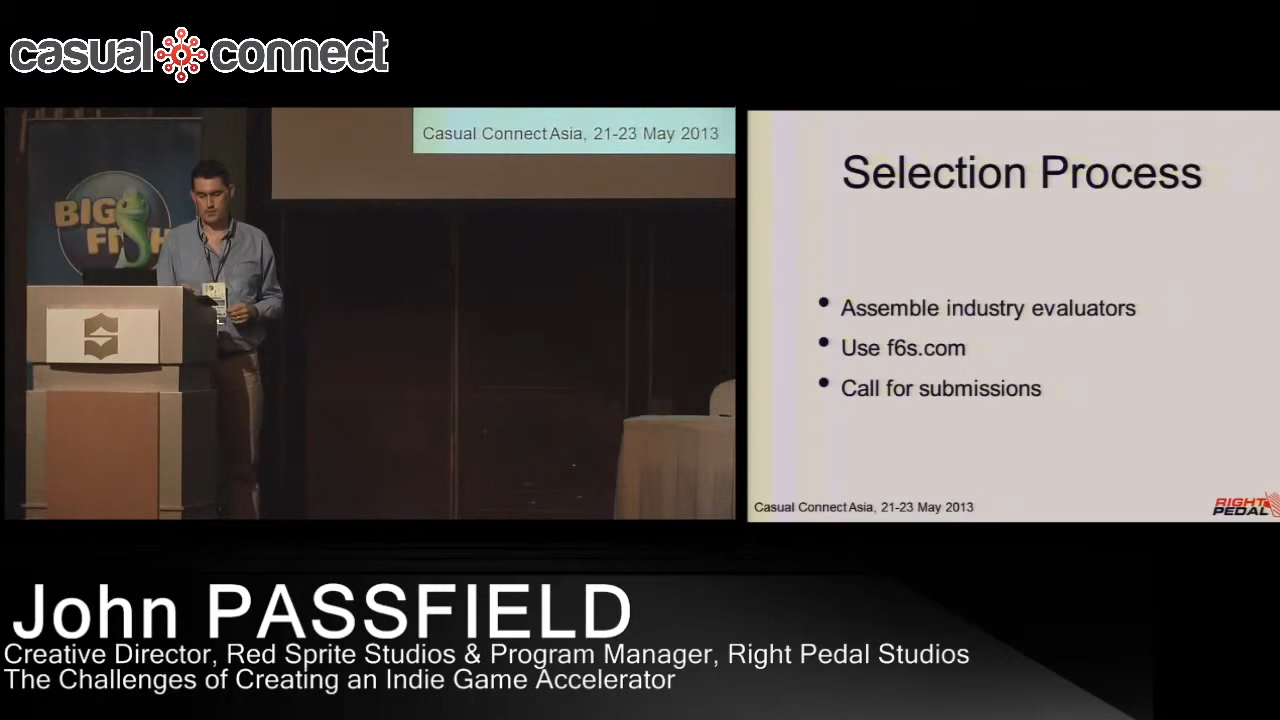 casual connect
Casual Connect Asia, 21-23 May 2013
BIG
FISH
Selection Process
• Assemble industry evaluators
• Use f6s.com
• Call for submissions
Casual Connect Asia, 21-23 May 2013
RIGHT
PEDAL
John PASSFIELD
Creative Director, Red Sprite Studios & Program Manager, Right Pedal Studios
The Challenges of Creating an Indie Game Accelerator